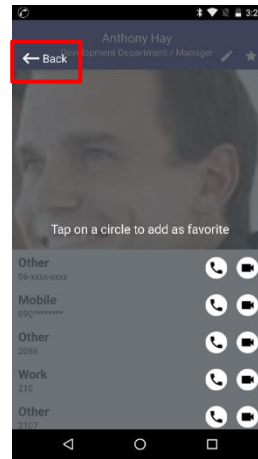 3:2
Anthony Hay
Development Department / Manager
← Back
Tap on a circle to add as favorite
Other
06-xxxx-xxxx
Mobile
090********
Other
2086
Work
210
Other
2107